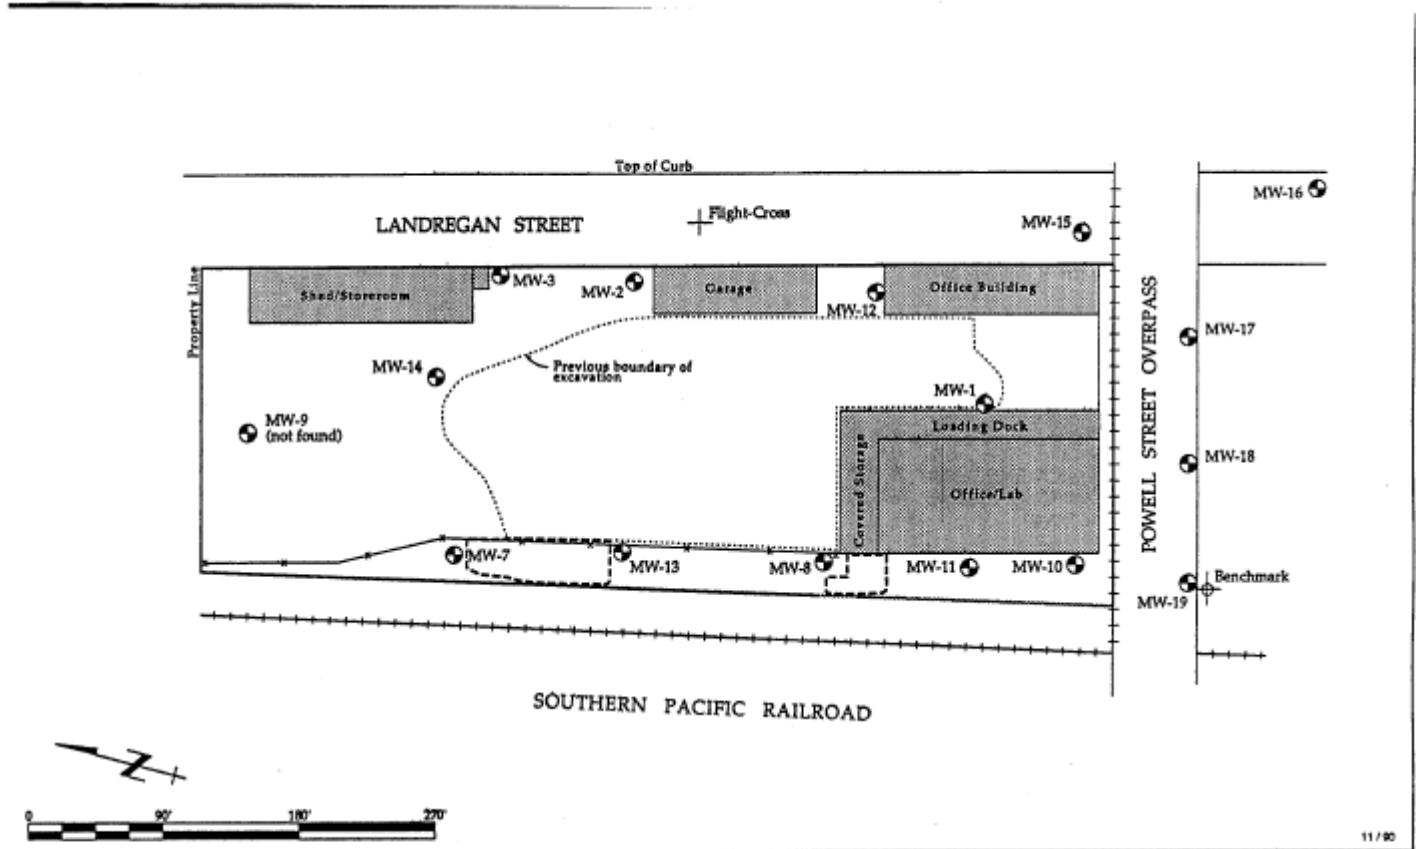 Top of Curb
MW-16
Flight-Cross
MW-15
LANDREGAN STREET
Property Line
Shed/Storeroom
MW-3
MW-2
Garage
MW-12
Office Building
POWELL STREET OVERPASS
MW-17
MW-14
Previous boundary of
excavation
MW-1
MW-9
(not found)
Loading Dock
Covered Storage
Office/Lab
MW-18
MW-7
MW-13
MW-8
MW-11
MW-10
Benchmark
MW-19
SOUTHERN PACIFIC RAILROAD
N
0 90' 180' 270'
11/90